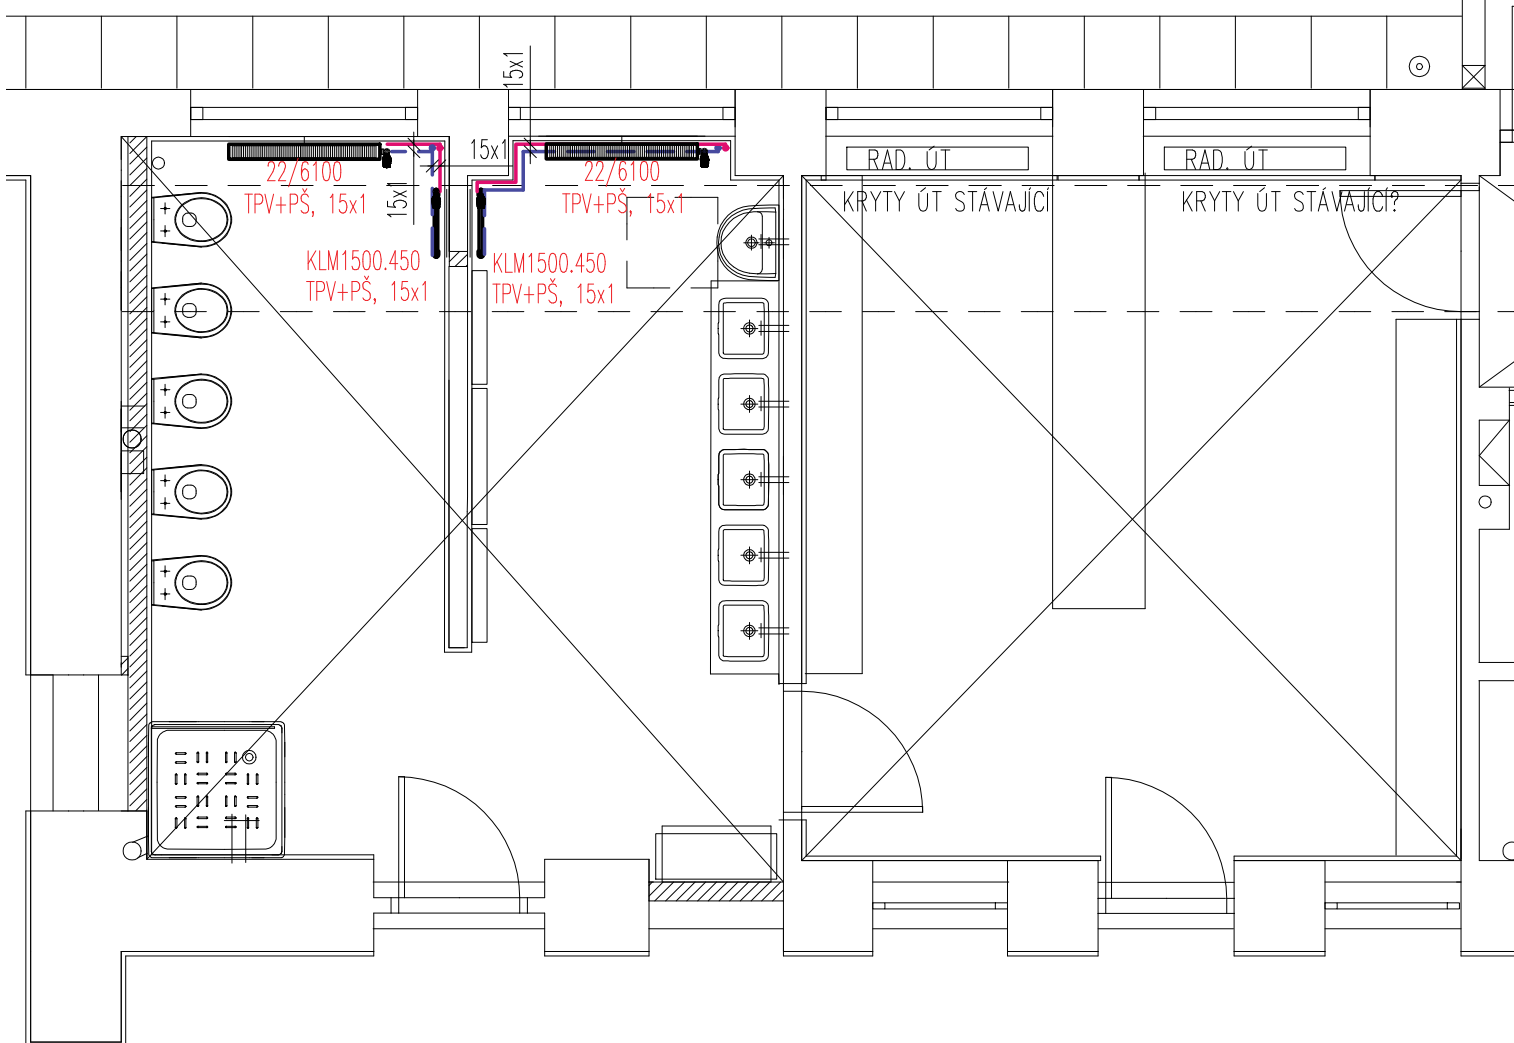 15x1
15x1
15x1
22/6100
TPV+PŠ, 15x1
22/6100
TPV+PŠ, 15x1
RAD. ÚT
RAD. ÚT
KRYTY ÚT STÁVAJÍCÍ
KRYTY ÚT STÁVAJÍCÍ?
KLM1500.450
TPV+PŠ, 15x1
KLM1500.450
TPV+PŠ, 15x1